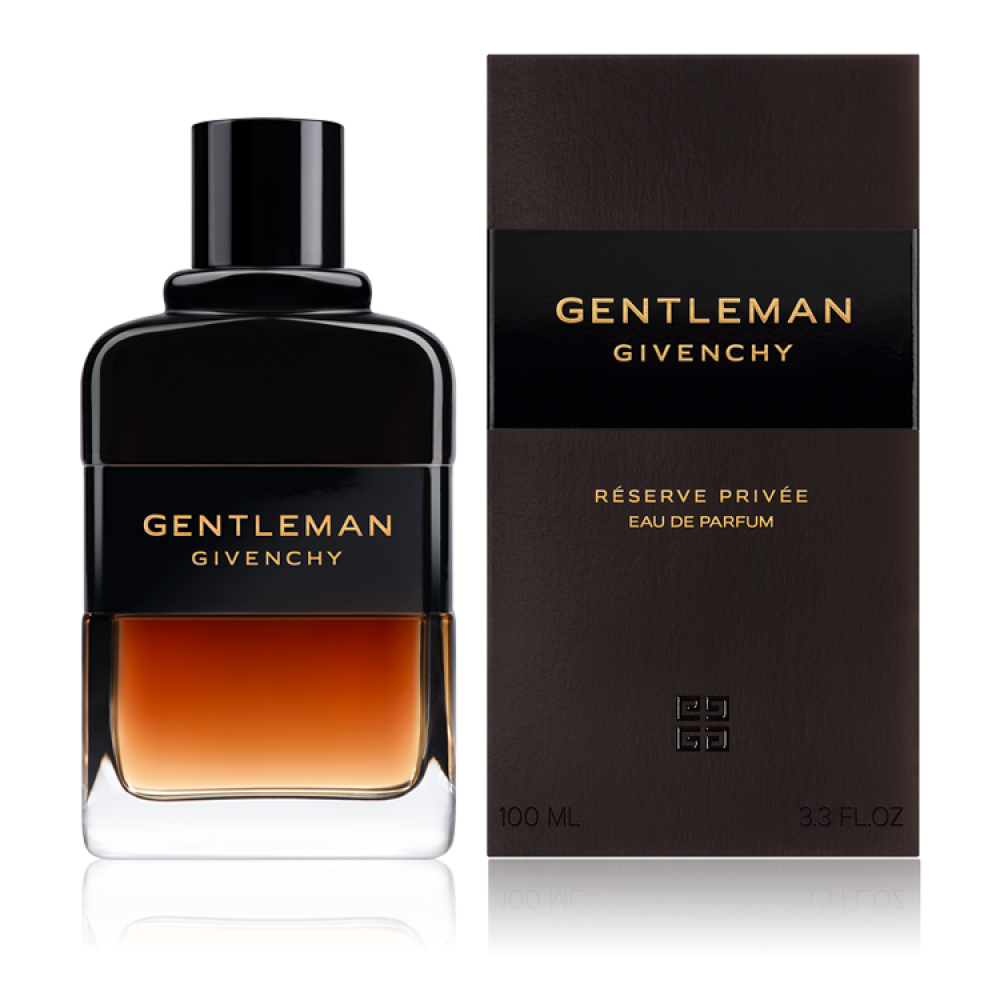 GENTLEMAN
GIVENCHY
GENTLEMAN
GIVENCHY
RÉSERVE PRIVÉE
EAU DE PARFUM
100 ML
3.3 FL.OZ